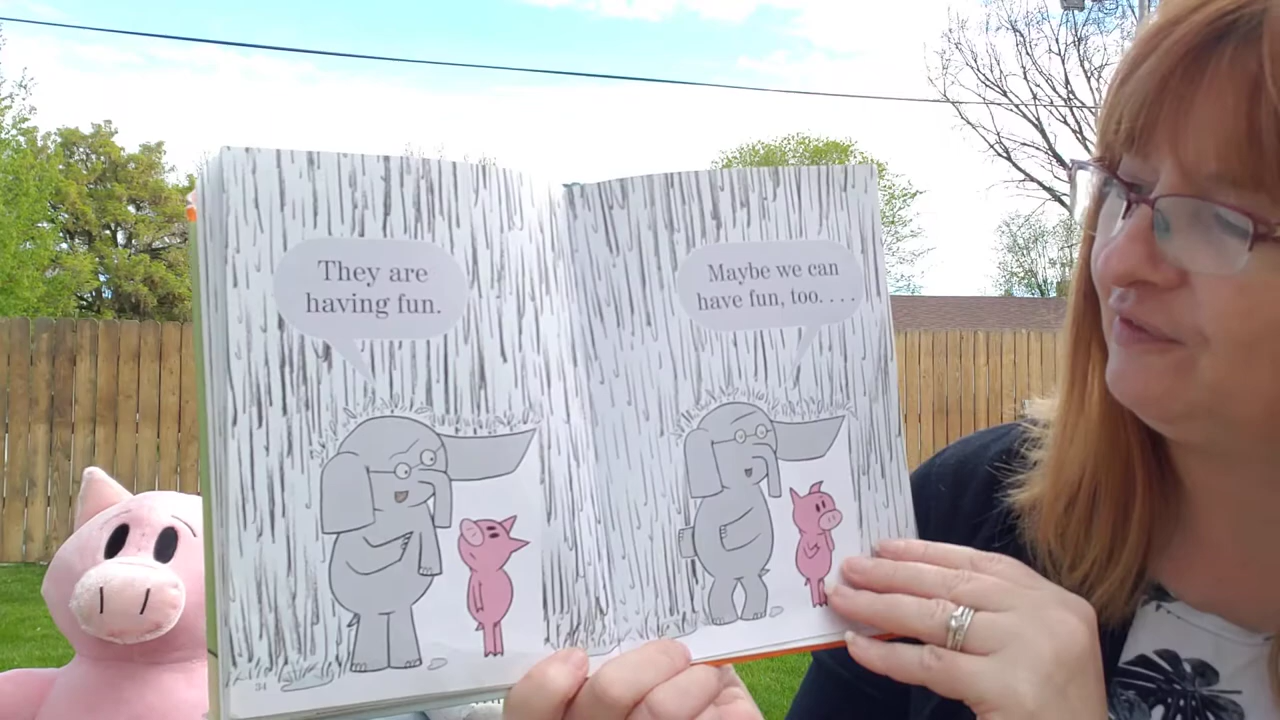 They are
having fun.
34
Maybe we can
have fun, too. . . .